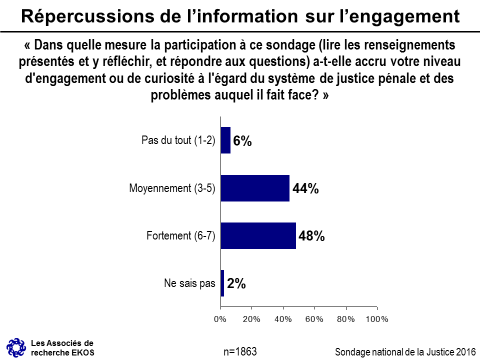 Répercussions de l'information sur l'engagement
« Dans quelle mesure la participation à ce sondage (lire les renseignements
présentés et y réfléchir, et répondre aux questions) a-t-elle accru votre niveau
d'engagement ou de curiosité à l'égard du système de justice pénale et des
problèmes auquel il fait face? »
Pas du tout (1-2) 6%
Moyennement (3-5) 44%
Fortement (6-7) 48%
Ne sais pas 2%
0% 20% 40% 60% 80% 100%
Les Associés de
recherche EKOS
n=1863
Sondage national de la Justice 2016